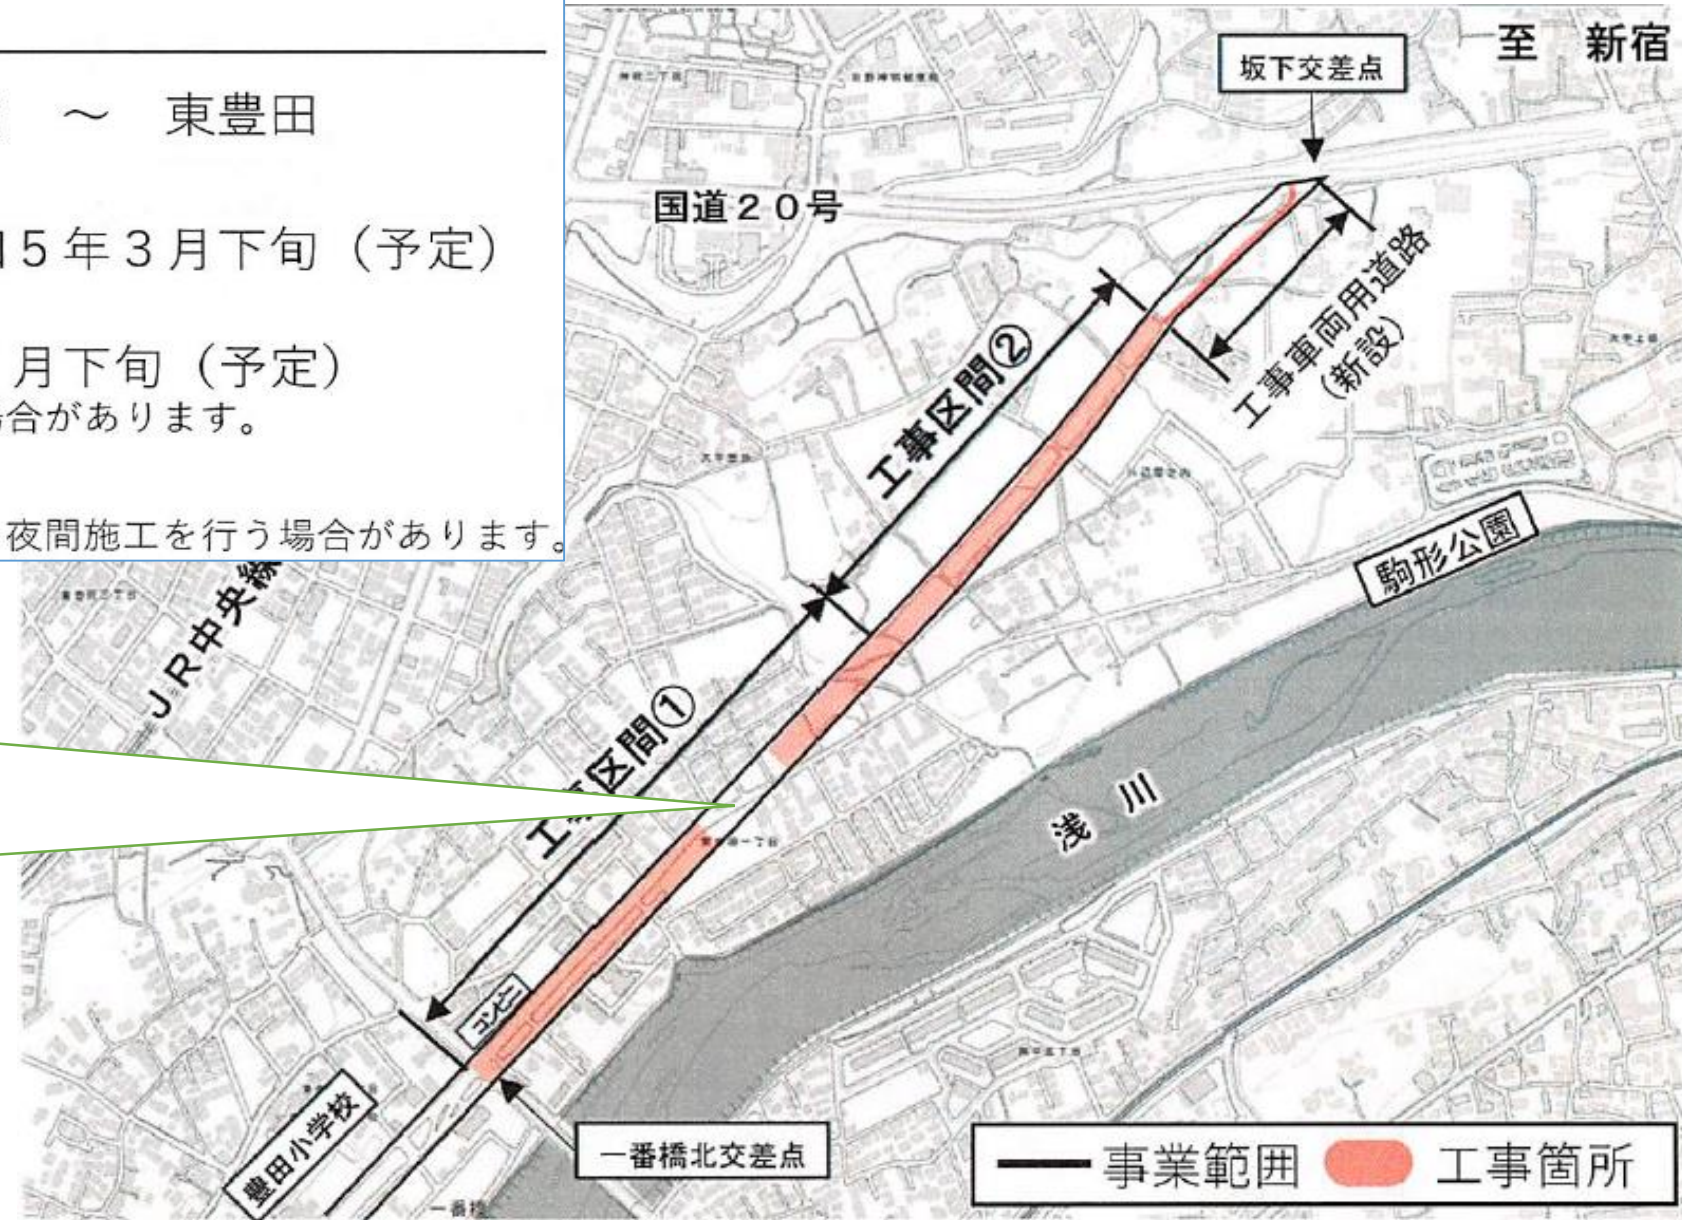 ～ 東豊田
5年3月下旬（予定）
月下旬（予定）
場合があります。
夜間施工を行う場合があります。
至 新宿
坂下交差点
国道２０号
工事車両用道路
（新設）
工事区間②
駒形公園
ＪＲ中央線
工事区間①
浅川
コンビニ
豊田小学校
一番橋北交差点
一番橋
事業範囲
工事箇所